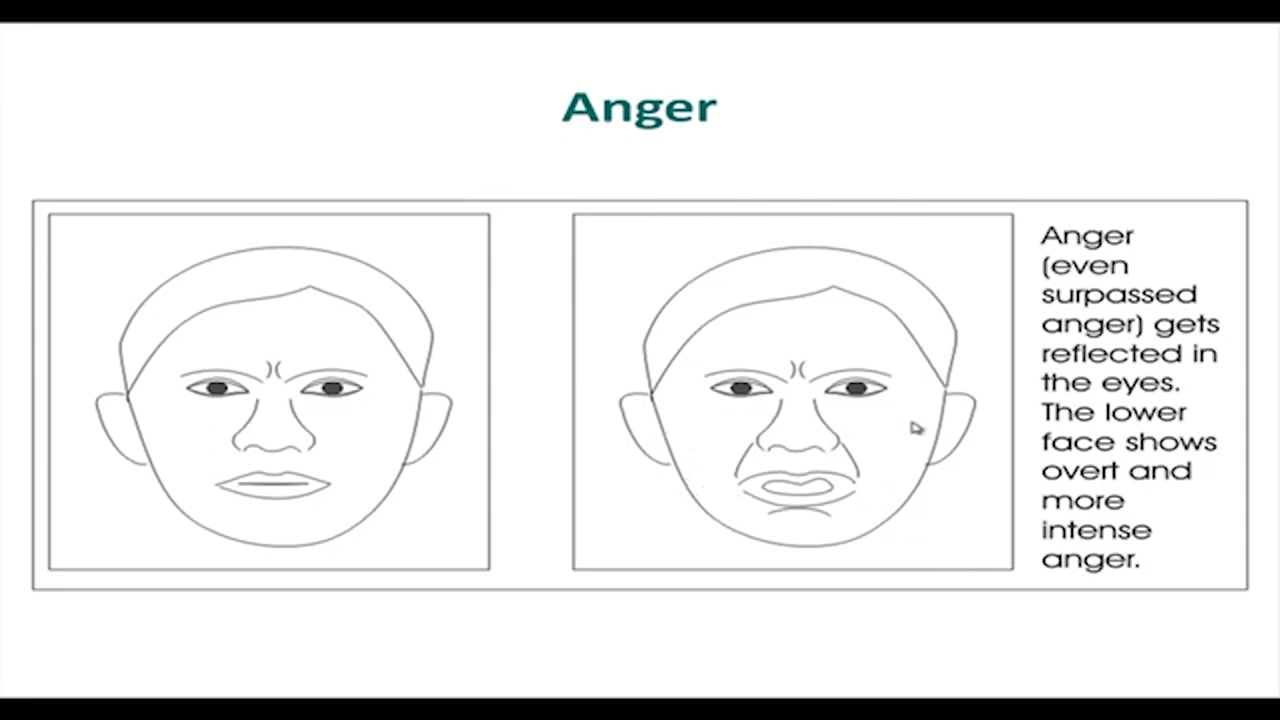 Anger
Anger
(even
surpassed
anger) gets
reflected in
the eyes.
The lower
face shows
overt and
more
intense
anger.